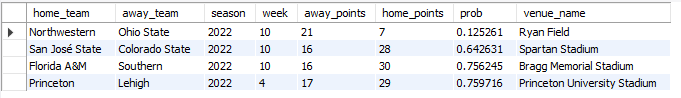 home_team away_team season week away_points home_points prob venue_name
Northwestern Ohio State 2022 10 21 7 0.125261 Ryan Field
San José State Colorado State 2022 10 16 28 0.642631 Spartan Stadium
Florida A&M Southern 2022 10 16 30 0.756245 Bragg Memorial Stadium
Princeton Lehigh 2022 4 17 29 0.759716 Princeton University Stadium